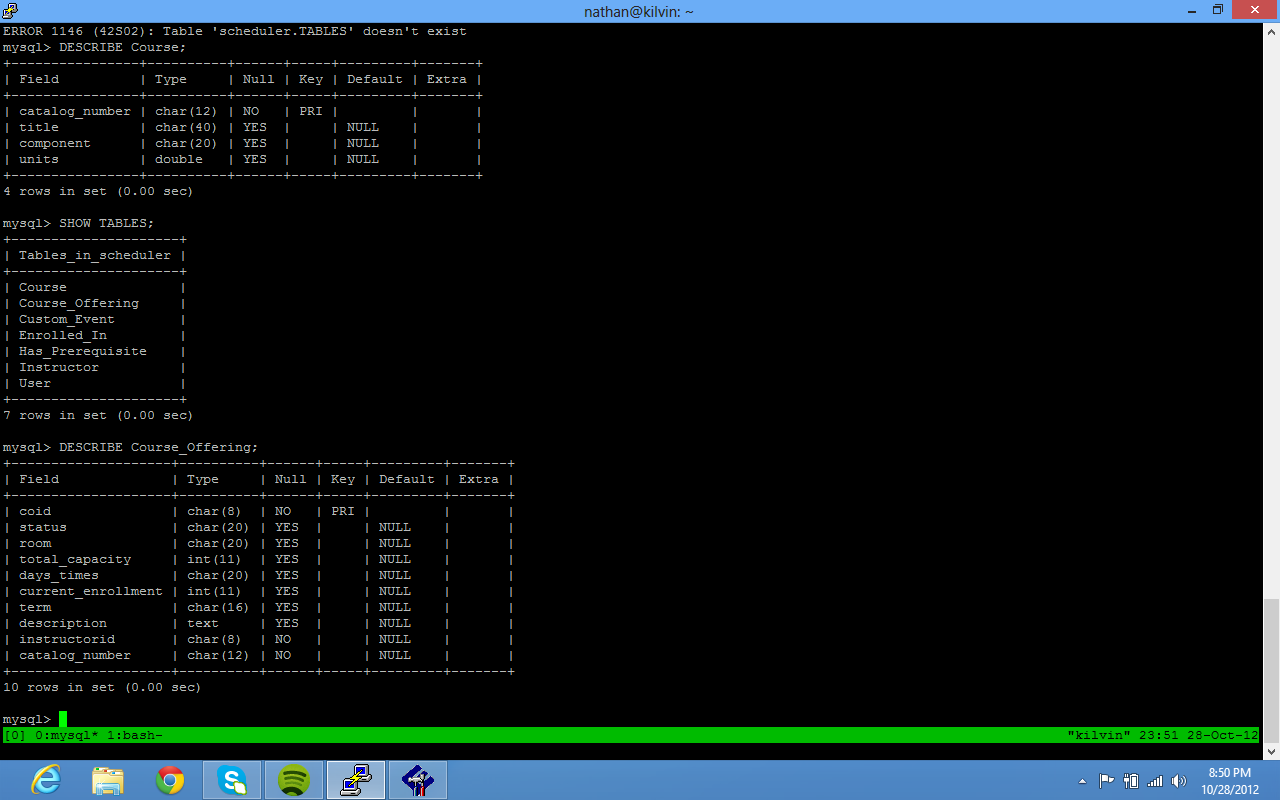 nathan@kilvin: ~
ERROR 1146 (42S02): Table 'scheduler.TABLES' doesn't exist
mysql> DESCRIBE Course;
+----------------+----------+------+-----+---------+-------+
| Field          | Type     | Null | Key | Default | Extra |
+----------------+----------+------+-----+---------+-------+
| catalog_number | char(12) | NO   | PRI |         |       |
| title          | char(40) | YES  |     | NULL    |       |
| component      | char(20) | YES  |     | NULL    |       |
| units          | double   | YES  |     | NULL    |       |
+----------------+----------+------+-----+---------+-------+
4 rows in set (0.00 sec)
mysql> SHOW TABLES;
+---------------------+
| Tables_in_scheduler |
+---------------------+
| Course              |
| Course_Offering     |
| Custom_Event        |
| Enrolled_In         |
| Has_Prerequisite    |
| Instructor          |
| User                |
+---------------------+
7 rows in set (0.00 sec)
mysql> DESCRIBE Course_Offering;
+--------------------+----------+------+-----+---------+-------+
| Field              | Type     | Null | Key | Default | Extra |
+--------------------+----------+------+-----+---------+-------+
| coid               | char(8)  | NO   | PRI |         |       |
| status             | char(20) | YES  |     | NULL    |       |
| room               | char(20) | YES  |     | NULL    |       |
| total_capacity     | int(11)  | YES  |     | NULL    |       |
| days_times         | char(20) | YES  |     | NULL    |       |
| current_enrollment | int(11)  | YES  |     | NULL    |       |
| term               | char(16) | YES  |     | NULL    |       |
| description        | text     | YES  |     | NULL    |       |
| instructorid       | char(8)  | NO   |     | NULL    |       |
| catalog_number     | char(12) | NO   |     | NULL    |       |
+--------------------+----------+------+-----+---------+-------+
10 rows in set (0.00 sec)
mysql>
[0] 0:mysql* 1:bash- "kilvin" 23:51 28-Oct-12
8:50 PM
10/28/2012